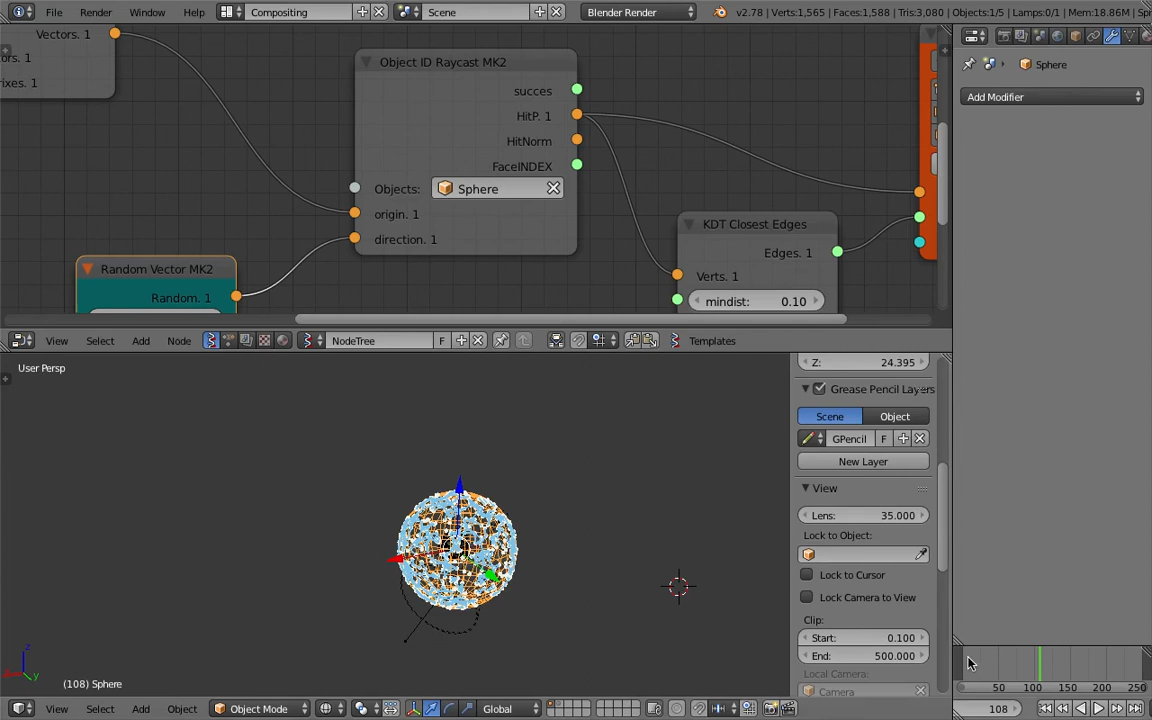 File
Render
Window
Help
Compositing
Scene
Blender Render
v2.78 | Verts:1,565 | Faces:1,588 | Tris:3,080 | Objects:1/5 | Lamps:0/1 | Mem:18.86M | Spr
Vectors. 1
ors. 1
ixes. 1
Object ID Raycast MK2
succes
HitP. 1
HitNorm
FaceINDEX
Objects:
Sphere
origin. 1
direction. 1
Random Vector MK2
Random. 1
KDT Closest Edges
Edges. 1
Verts. 1
mindist: 0.10
Sphere
Add Modifier
View
Select
Add
Node
NodeTree
F
Templates
User Persp
(108) Sphere
Z: 24.395
Grease Pencil Layers
Scene
Object
GPencil
F
New Layer
View
Lens: 35.000
Lock to Object:
Lock to Cursor
Lock Camera to View
Clip:
Start: 0.100
End: 500.000
Local Camera:
Camera
z
y
50 100 150 200 250
View
Select
Add
Object
Object Mode
Global
108